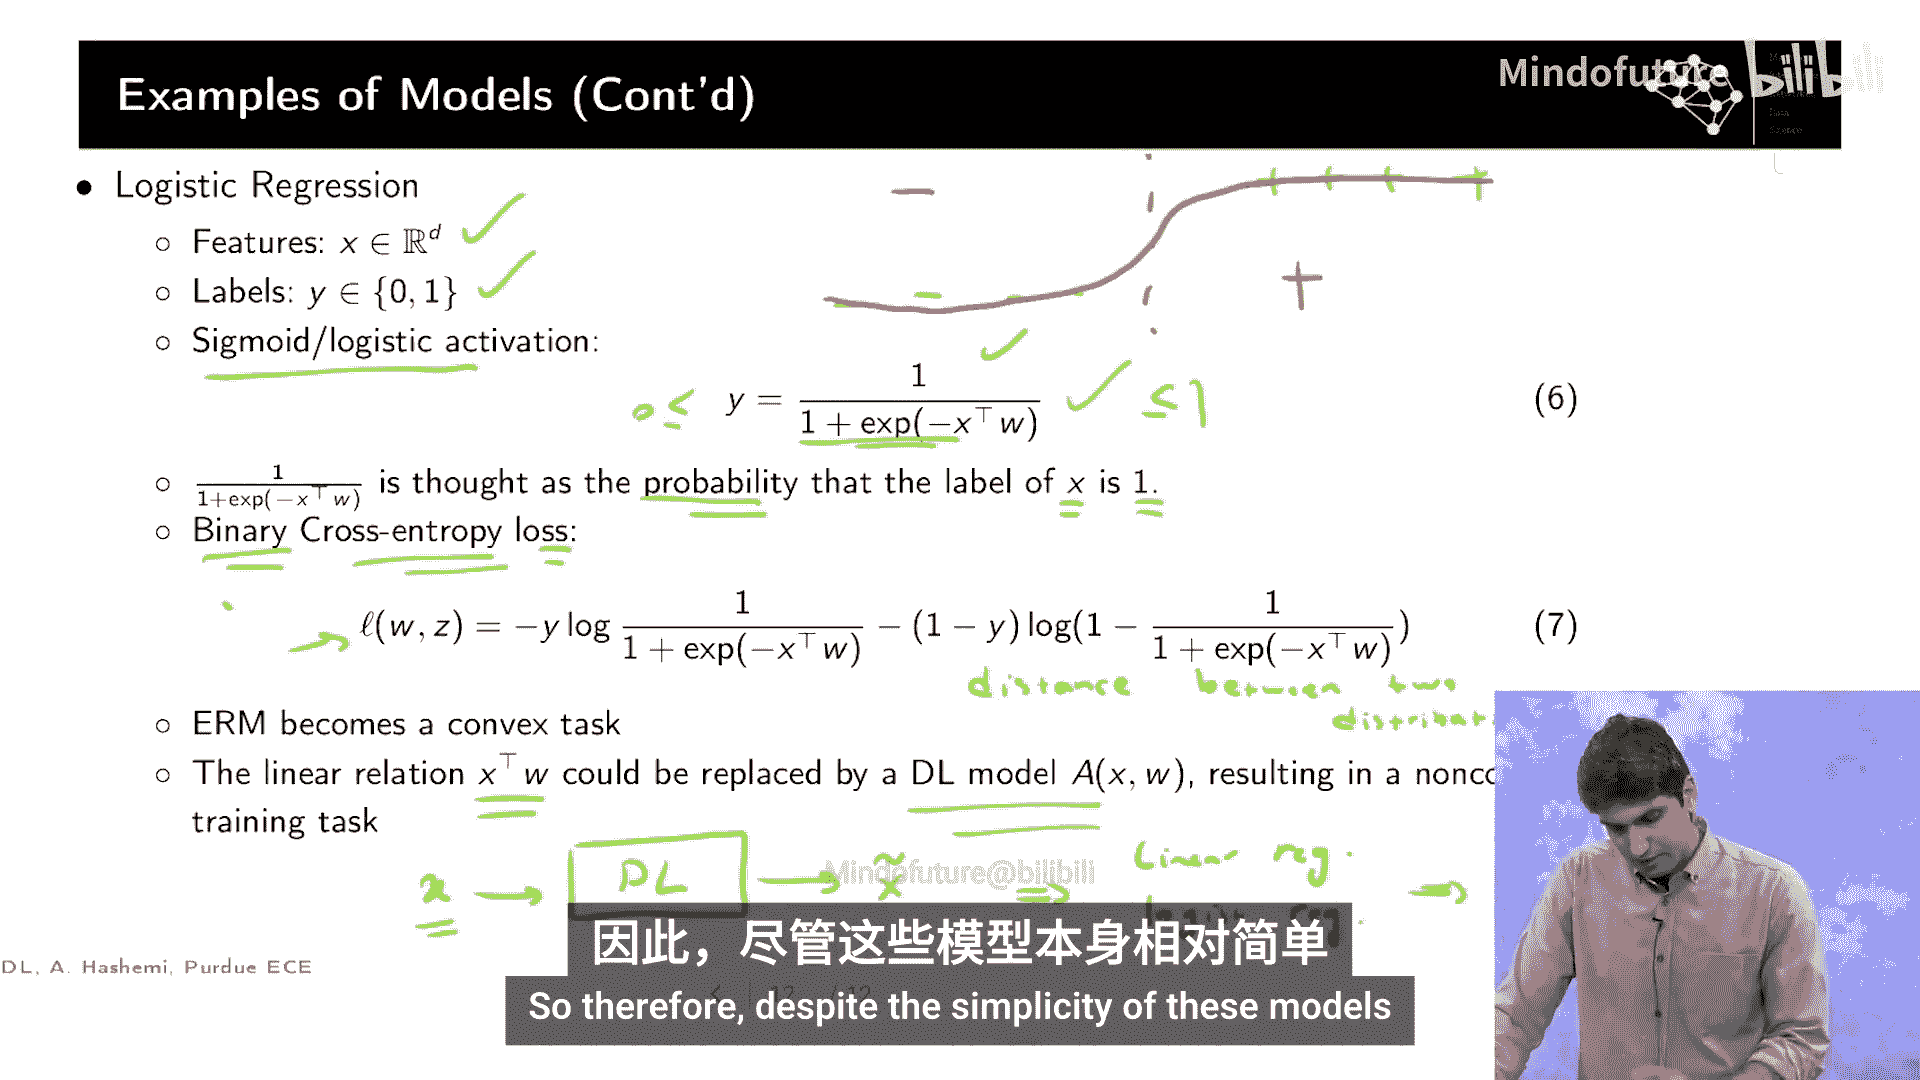 Examples of Models (Cont'd)
Mindofuture
bilibili
• Logistic Regression
○ Features: x ∈ ℝᵈ
○ Labels: y ∈ {0, 1}
○ Sigmoid/logistic activation:
−
+
0 ≤ y = 1 / (1 + exp(−x⊤w)) ≤ 1 (6)
○ 1 / (1+exp(−x⊤w)) is thought as the probability that the label of x is 1.
○ Binary Cross-entropy loss:
ℓ(w, z) = −y log 1 / (1 + exp(−x⊤w)) − (1 − y) log(1 − 1 / (1 + exp(−x⊤w))) (7)
distance between two
○ ERM becomes a convex task
○ The linear relation x⊤w could be replaced by a DL model A(x, w), resulting in a nonco
training task
x → DL → x̃ ⇒ Linear reg. →
Mindofuture@bilibili
因此，尽管这些模型本身相对简单
DL, A. Hashemi, Purdue ECE
So therefore, despite the simplicity of these models